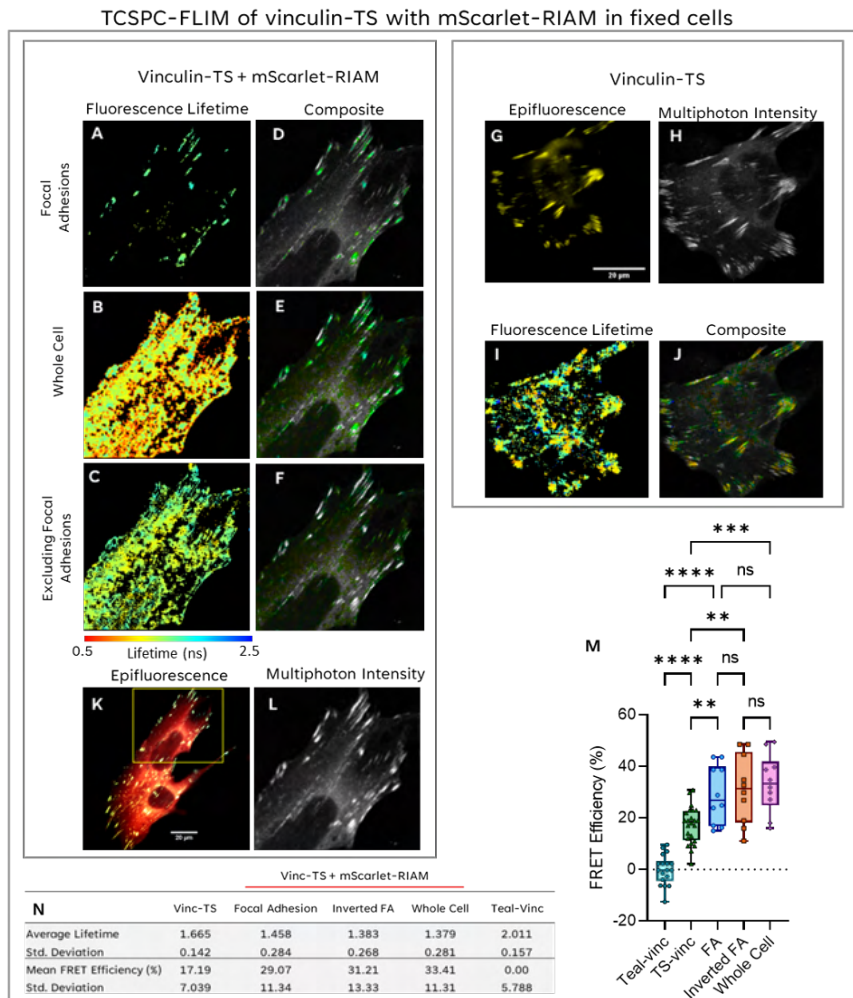 TCSPC-FLIM of vinculin-TS with mScarlet-RIAM in fixed cells
Vinculin-TS + mScarlet-RIAM
Fluorescence Lifetime Composite
Focal Adhesions
A D
Whole Cell
B E
Excluding Focal Adhesions
C F
0.5 Lifetime (ns) 2.5
Epifluorescence Multiphoton Intensity
K L
20 µm
Vinculin-TS
Epifluorescence Multiphoton Intensity
G H
20 µm
Fluorescence Lifetime Composite
I J
M
***
**** ns
**
**** ns
** ns
FRET Efficiency (%)
60
40
20
0
-20
Teal-vinc TS-vinc FA Inverted FA Whole Cell
Vinc-TS + mScarlet-RIAM
N Vinc-TS Focal Adhesion Inverted FA Whole Cell Teal-Vinc
Average Lifetime 1.665 1.458 1.383 1.379 2.011
Std. Deviation 0.142 0.284 0.268 0.281 0.157
Mean FRET Efficiency (%) 17.19 29.07 31.21 33.41 0.00
Std. Deviation 7.039 11.34 13.33 11.31 5.788